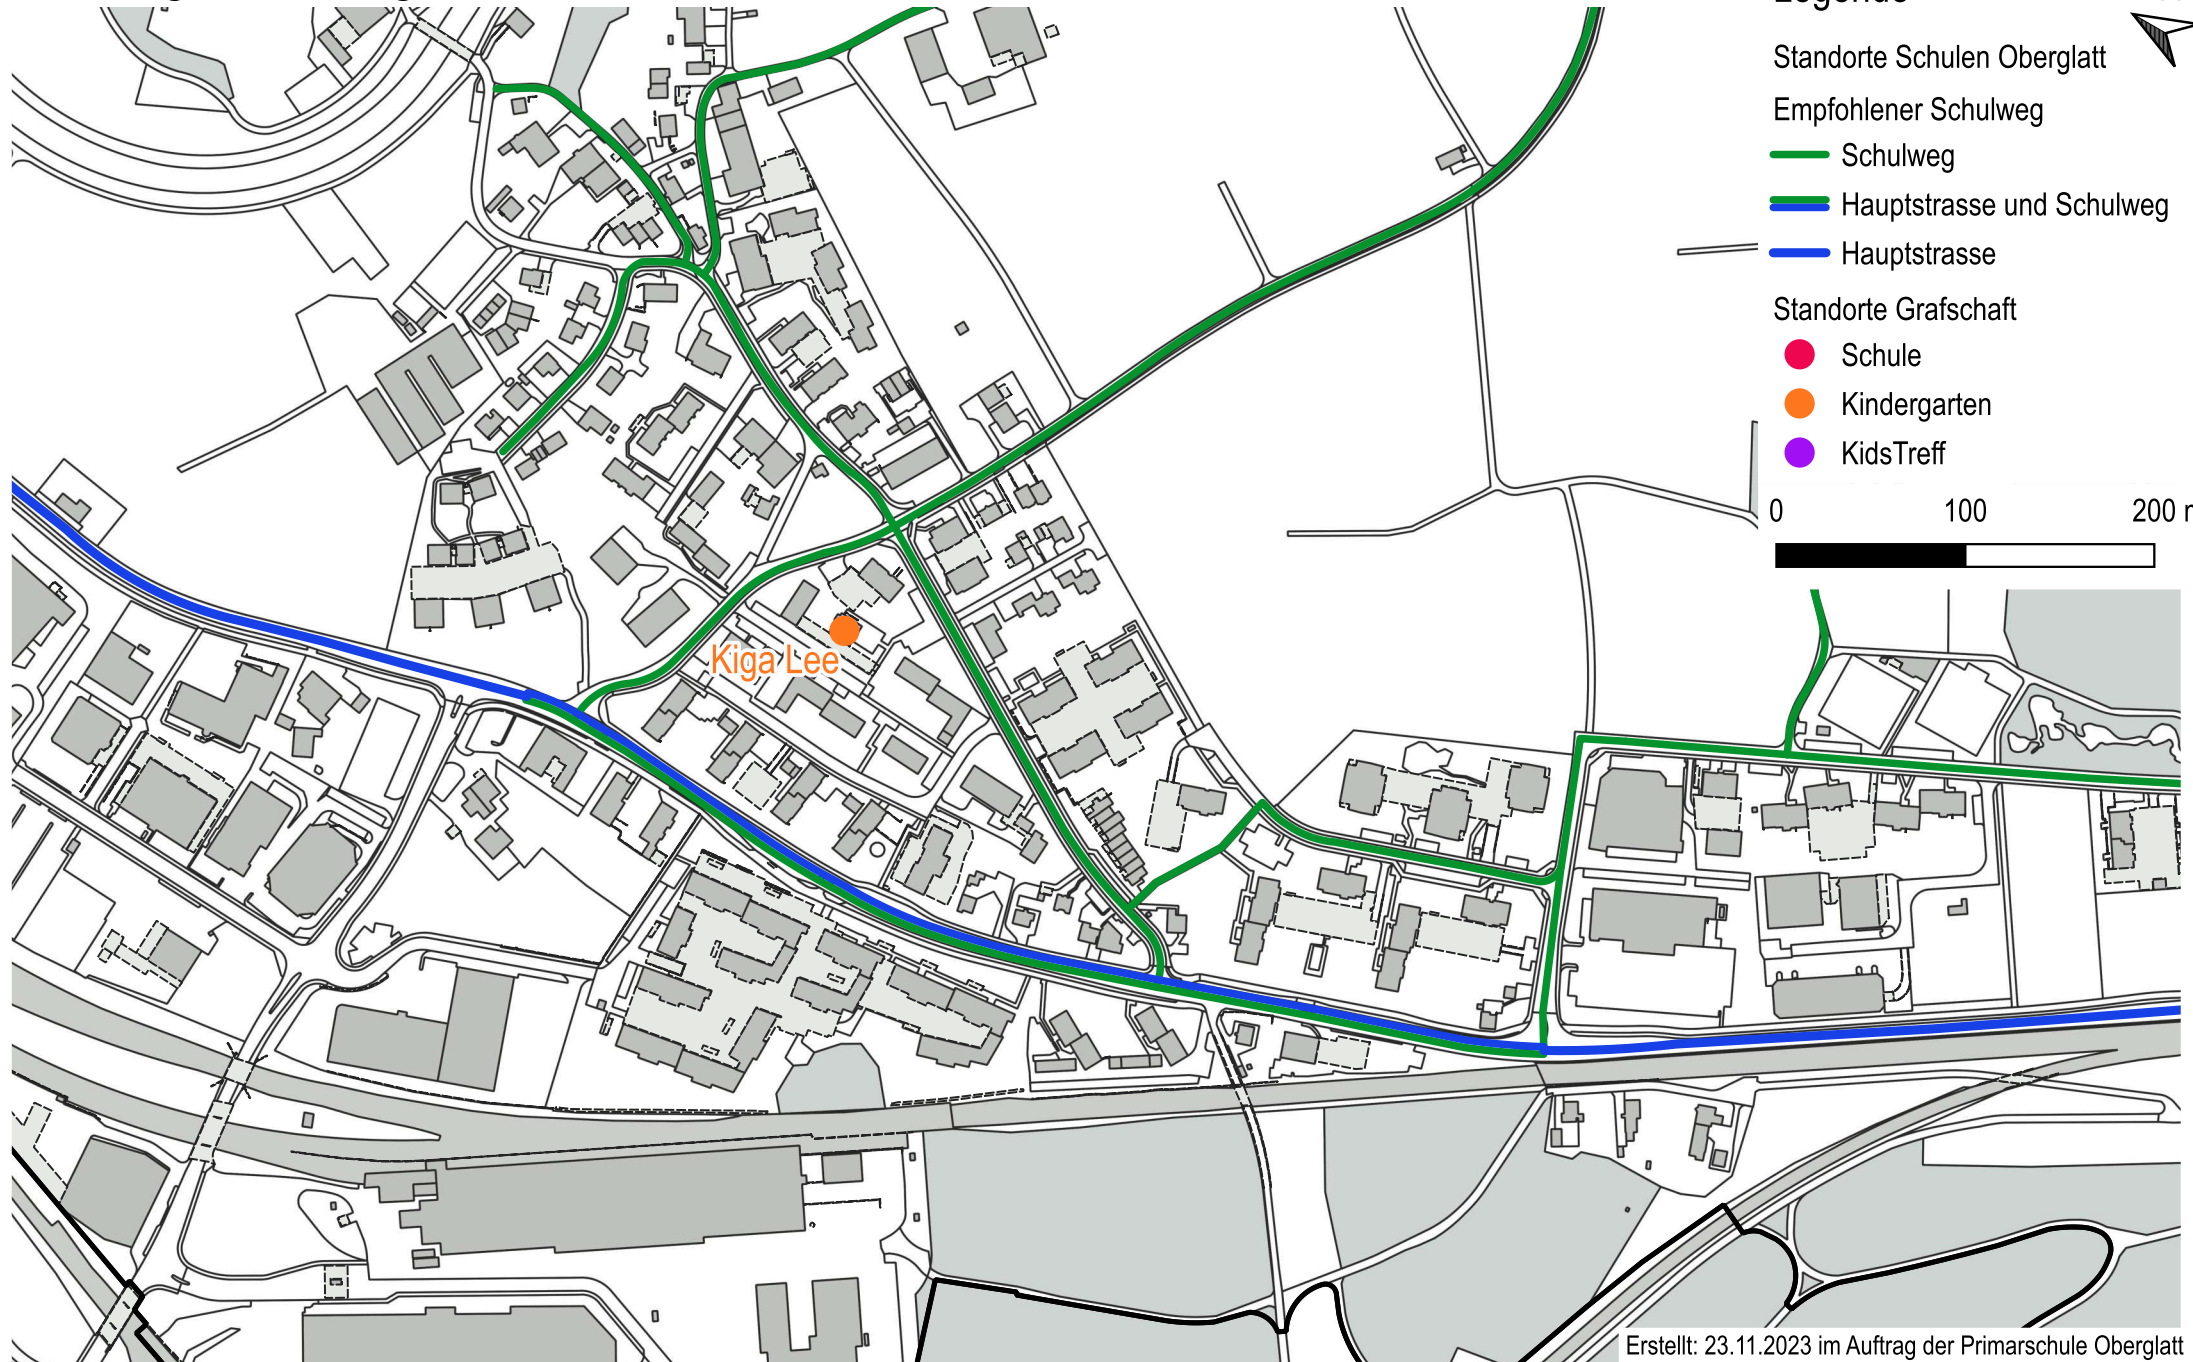 Legende
Standorte Schulen Oberglatt
Empfohlener Schulweg
Schulweg
Hauptstrasse und Schulweg
Hauptstrasse
Standorte Grafschaft
Schule
Kindergarten
KidsTreff
0 100 200
Kiga Lee
Erstellt: 23.11.2023 im Auftrag der Primarschule Oberglatt